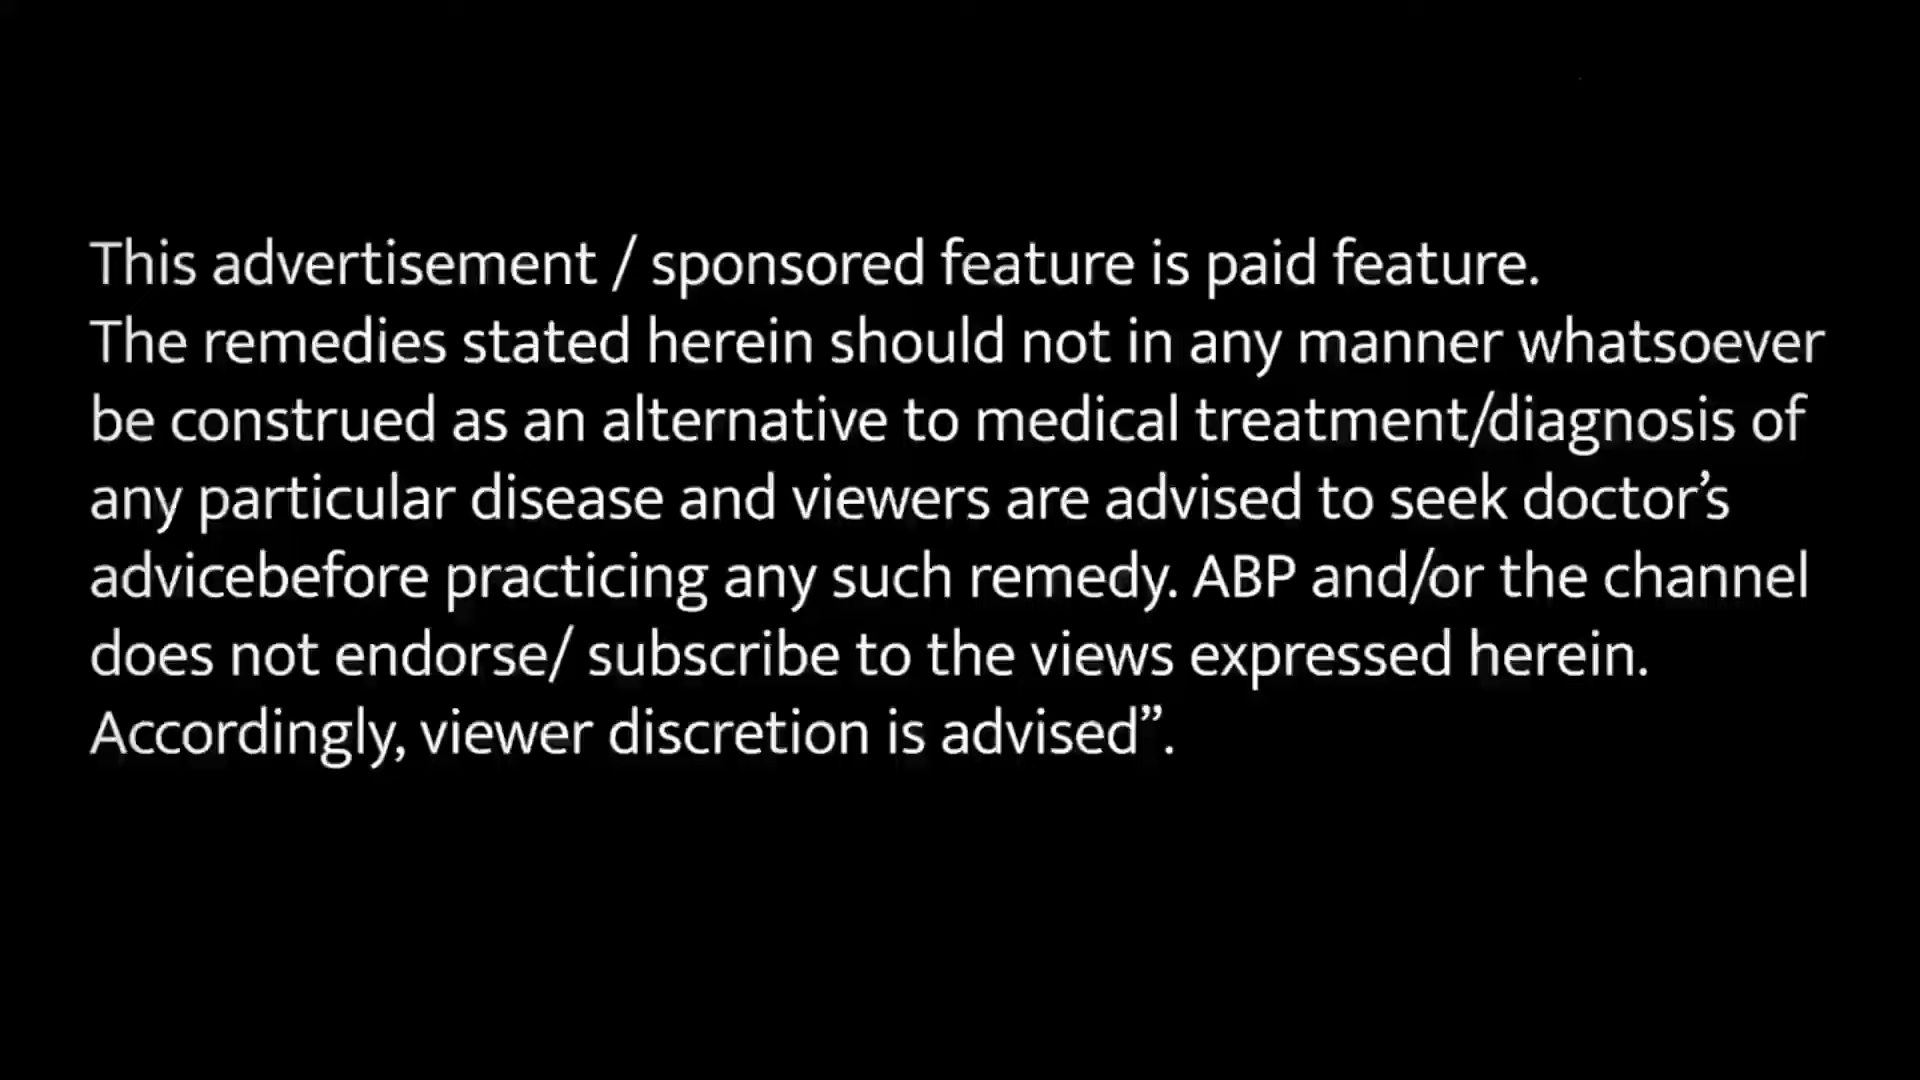 This advertisement / sponsored feature is paid feature.
The remedies stated herein should not in any manner whatsoever
be construed as an alternative to medical treatment/diagnosis of
any particular disease and viewers are advised to seek doctor’s
advicebefore practicing any such remedy. ABP and/or the channel
does not endorse/ subscribe to the views expressed herein.
Accordingly, viewer discretion is advised”.